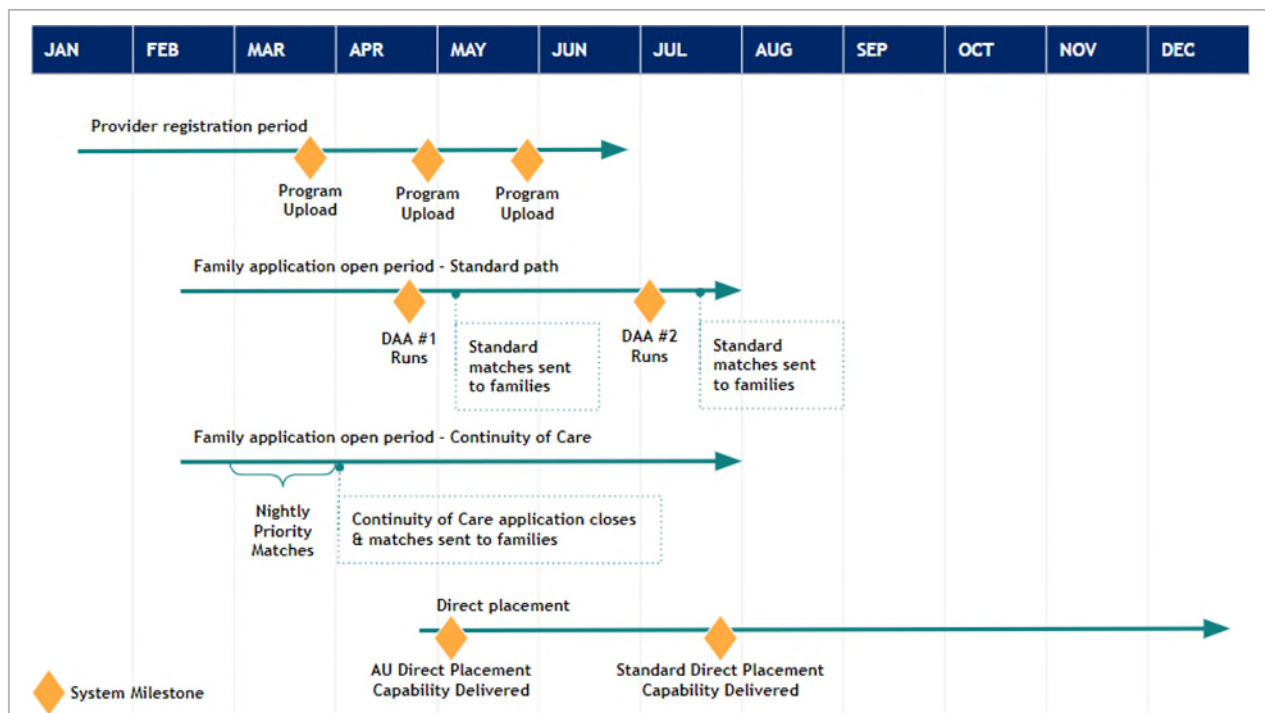 JAN FEB MAR APR MAY JUN JUL AUG SEP OCT NOV DEC
Provider registration period
Program
Upload
Program
Upload
Program
Upload
Family application open period - Standard path
DAA #1
Runs
Standard
matches sent
to families
DAA #2
Runs
Standard
matches sent
to families
Family application open period - Continuity of Care
Nightly
Priority
Matches
Continuity of Care application closes
& matches sent to families
Direct placement
AU Direct Placement
Capability Delivered
Standard Direct Placement
Capability Delivered
System Milestone